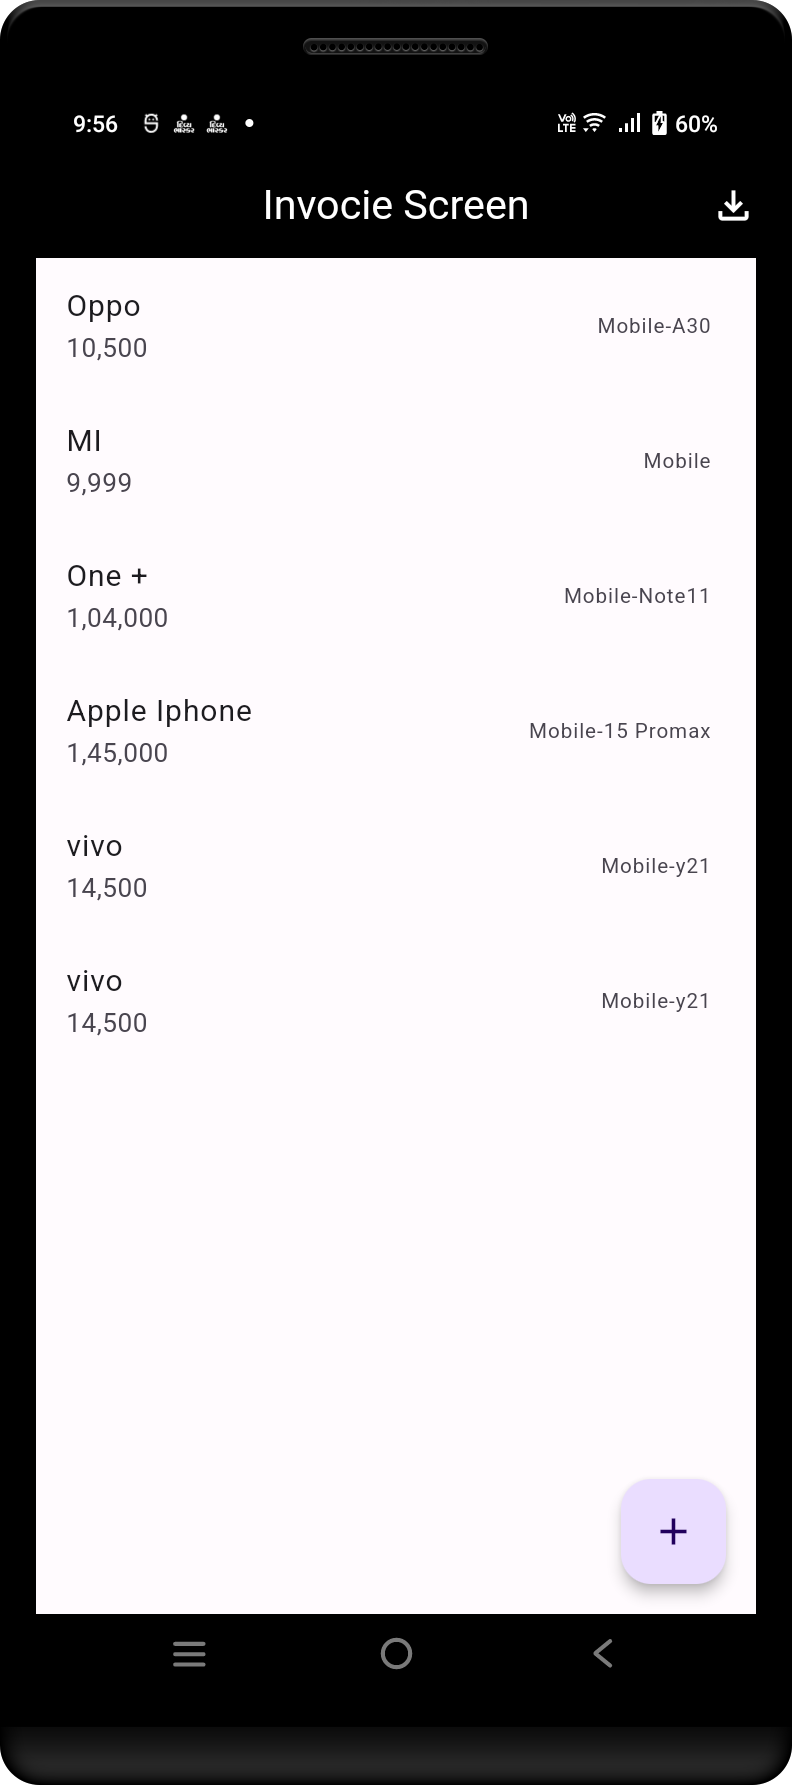 9:56
Vo) LTE 60%
Invocie Screen
Oppo
10,500
Mobile-A30
MI
9,999
Mobile
One +
1,04,000
Mobile-Note11
Apple Iphone
1,45,000
Mobile-15 Promax
vivo
14,500
Mobile-y21
vivo
14,500
Mobile-y21